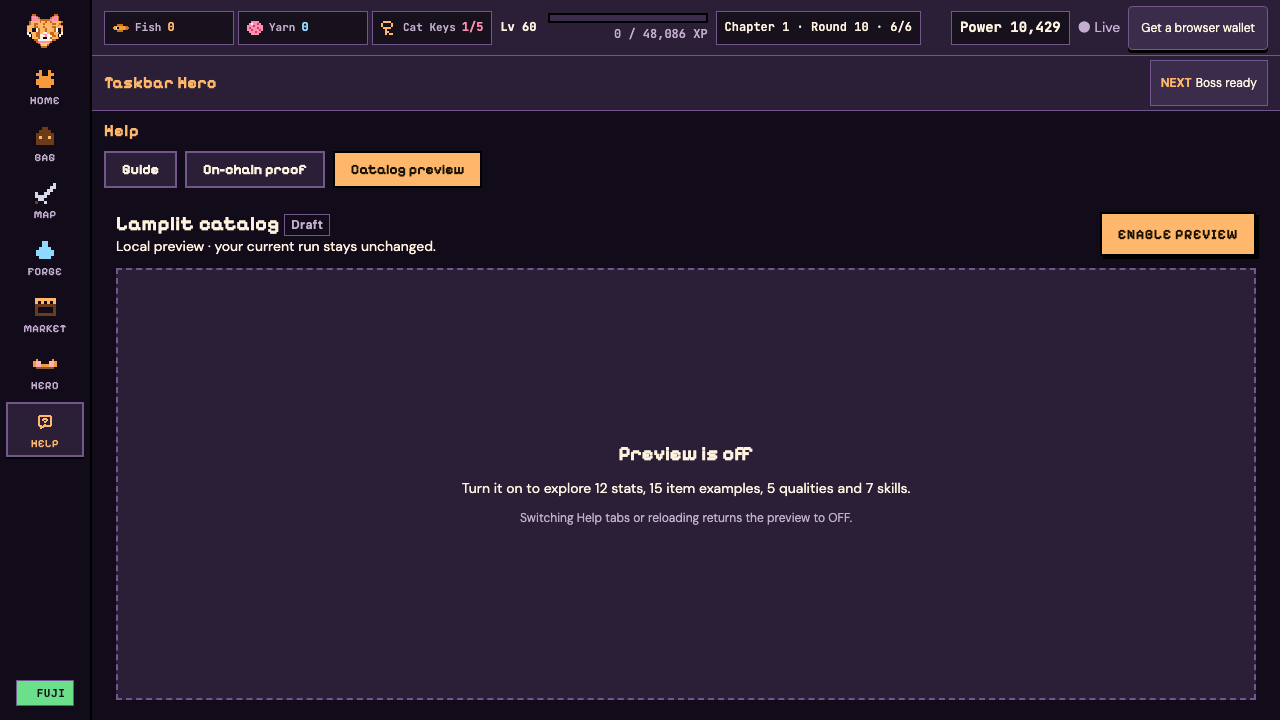 Fish 0
Yarn 0
Cat Keys 1/5
Lv 60
0 / 48,086 XP
Chapter 1 · Round 10 · 6/6
Power 10,429
Live
Get a browser wallet
HOME
BAG
MAP
FORGE
MARKET
HERO
HELP
FUJI
Taskbar Hero
NEXT Boss ready
Help
Guide
On-chain proof
Catalog preview
Lamplit catalog
Draft
Local preview · your current run stays unchanged.
ENABLE PREVIEW
Preview is off
Turn it on to explore 12 stats, 15 item examples, 5 qualities and 7 skills.
Switching Help tabs or reloading returns the preview to OFF.